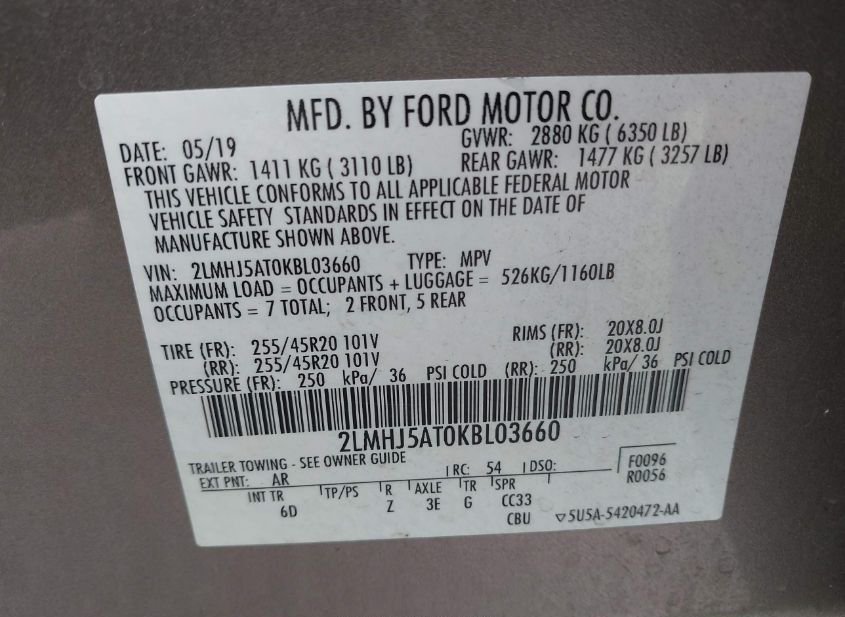 MFD. BY FORD MOTOR CO.
DATE: 05/19 GVWR: 2880 KG ( 6350 LB)
FRONT GAWR: 1411 KG ( 3110 LB) REAR GAWR: 1477 KG ( 3257 LB)
THIS VEHICLE CONFORMS TO ALL APPLICABLE FEDERAL MOTOR
VEHICLE SAFETY STANDARDS IN EFFECT ON THE DATE OF
MANUFACTURE SHOWN ABOVE.
VIN: 2LMHJ5AT0KBL03660 TYPE: MPV
MAXIMUM LOAD = OCCUPANTS + LUGGAGE = 526KG/1160LB
OCCUPANTS = 7 TOTAL; 2 FRONT, 5 REAR
TIRE (FR): 255/45R20 101V RIMS (FR): 20X8.0J
(RR): 255/45R20 101V (RR): 20X8.0J
PRESSURE (FR): 250 kPa/ 36 PSI COLD (RR): 250 kPa/ 36 PSI COLD
2LMHJ5AT0KBL03660
TRAILER TOWING - SEE OWNER GUIDE
EXT PNT: AR RC: 54 DSO: F0096
R0056
INT TR TP/PS R AXLE TR SPR
6D Z 3E G CC33
CBU ▽5U5A-5420472-AA